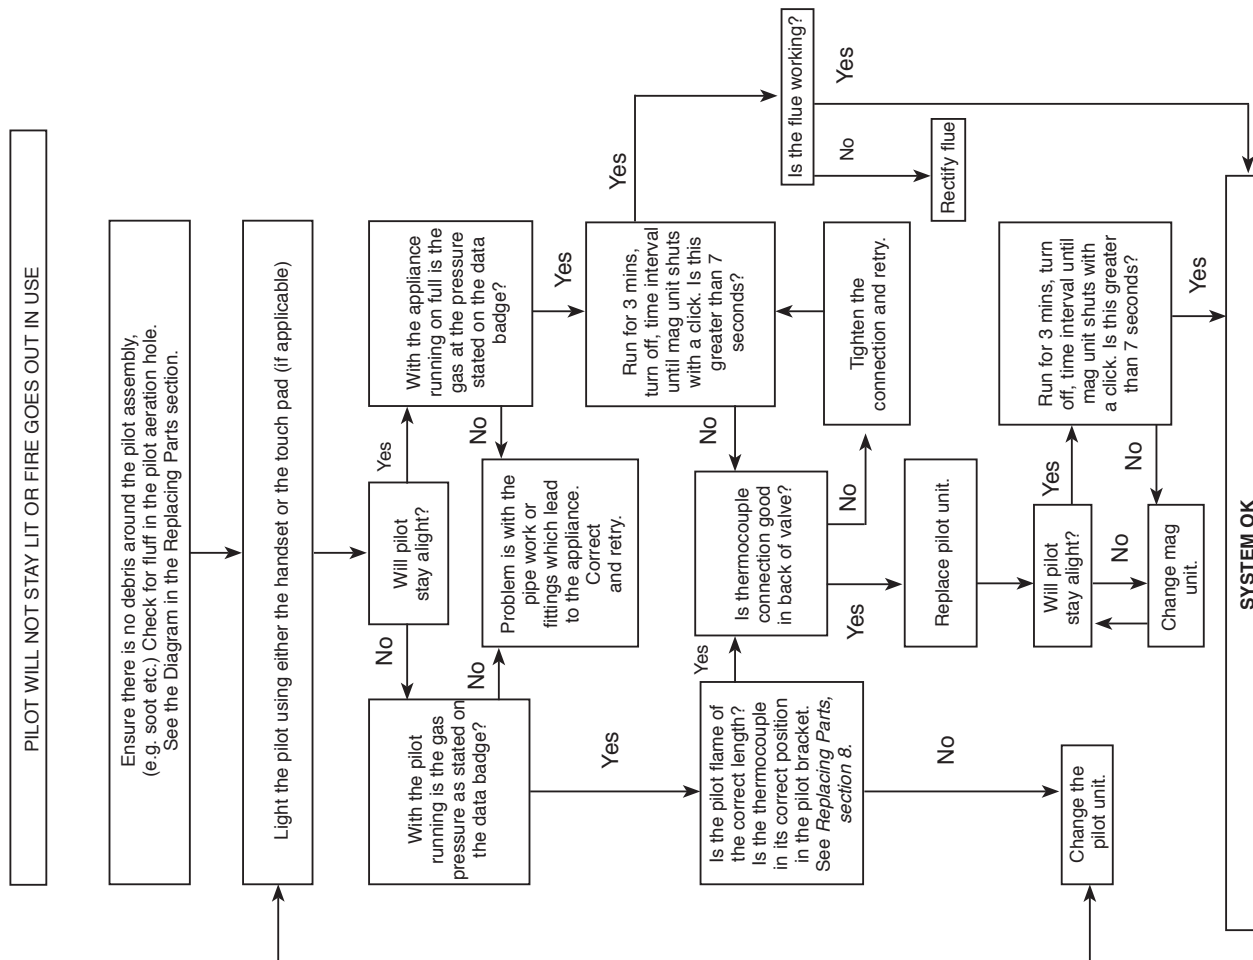 PILOT WILL NOT STAY LIT OR FIRE GOES OUT IN USE
Ensure there is no debris around the pilot assembly,
(e.g. soot etc.) Check for fluff in the pilot aeration hole.
See the Diagram in the Replacing Parts section.
Light the pilot using either the handset or the touch pad (if applicable)
Will pilot
stay alight?
No
Yes
With the pilot
running is the gas
pressure as stated on
the data badge?
No
Yes
With the appliance
running on full is the
gas at the pressure
stated on the data
badge?
No
Yes
Problem is with the
pipe work or
fittings which lead
to the appliance.
Correct
and retry.
Is the pilot flame of
the correct length?
Is the thermocouple
in its correct position
in the pilot bracket.
See Replacing Parts,
section 8.
Yes
No
Is thermocouple
connection good
in back of valve?
Yes
No
Run for 3 mins,
turn off, time interval
until mag unit shuts
with a click. Is this
greater than 7
seconds?
No
Yes
Is the flue working?
No
Yes
Rectify flue
Tighten the
connection and retry.
Replace pilot unit.
Will pilot
stay alight?
Yes
No
Run for 3 mins, turn
off, time interval until
mag unit shuts with
a click. Is this greater
than 7 seconds?
No
Yes
Change mag
unit.
Change the
pilot unit.
SYSTEM OK